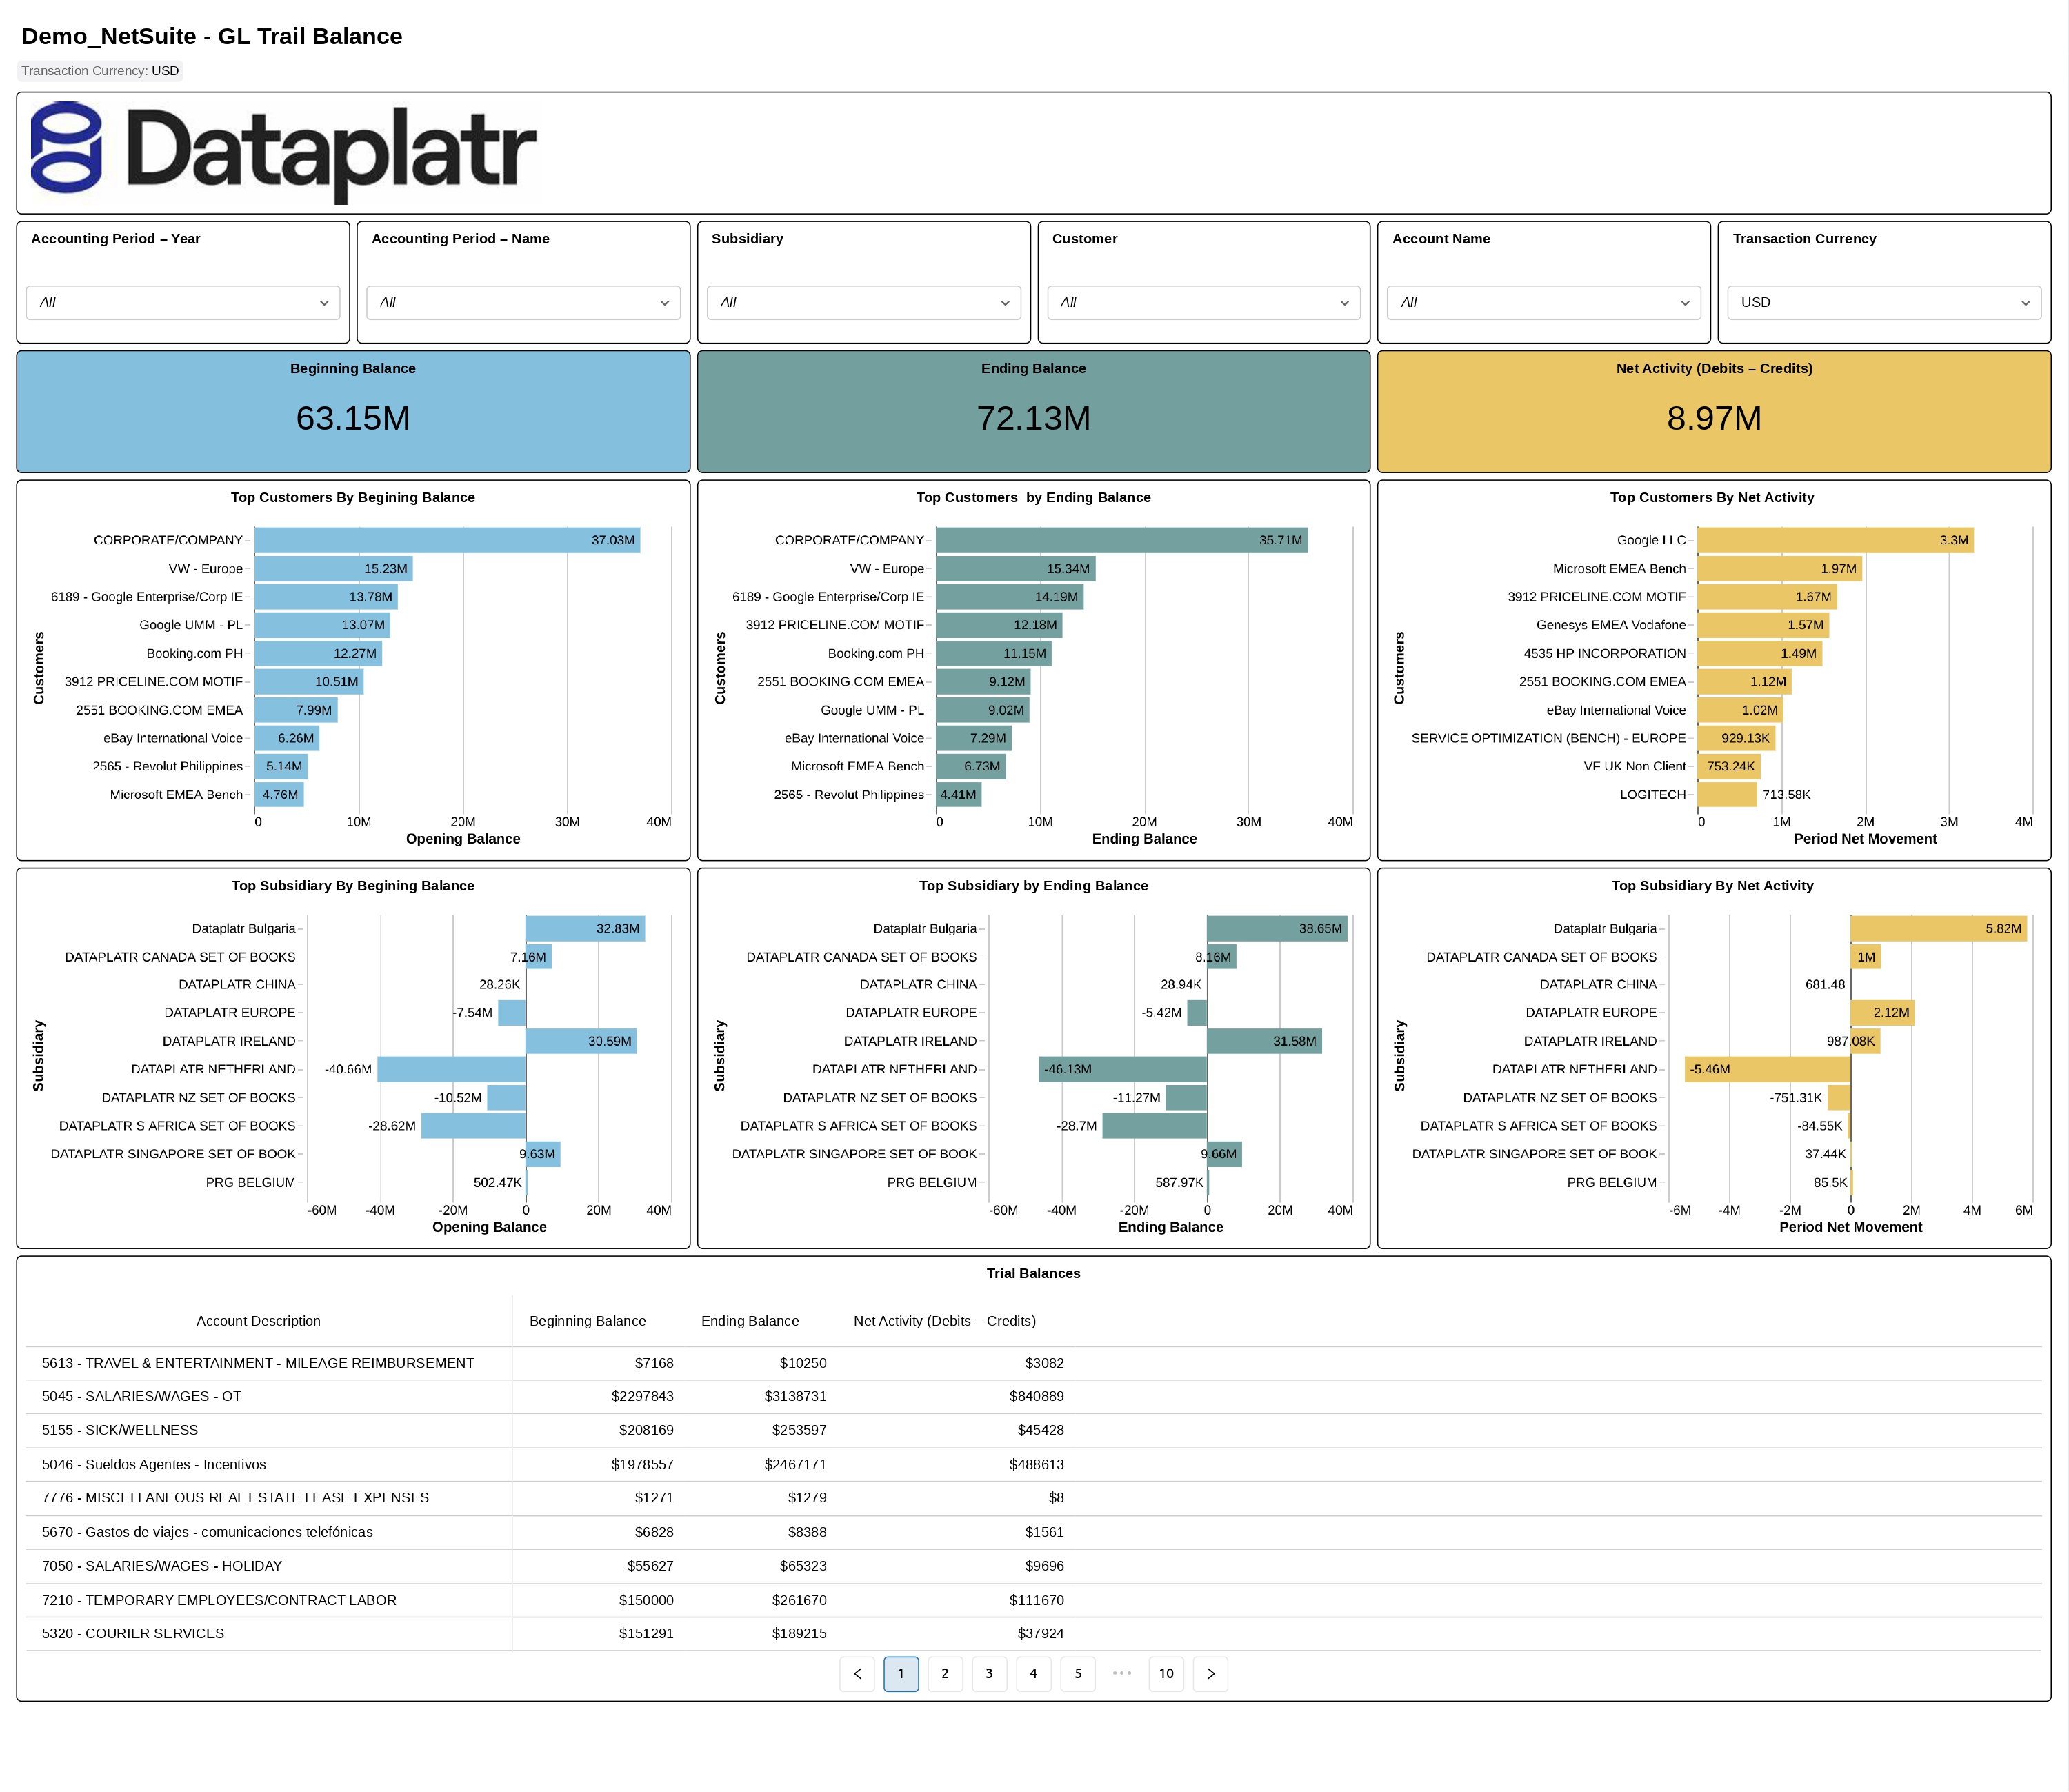 Demo_NetSuite - GL Trail Balance
Transaction Currency: USD
Dataplatr
Accounting Period – Year
Accounting Period – Name
Subsidiary
Customer
Account Name
Transaction Currency
All
All
All
All
All
USD
Beginning Balance
63.15M
Ending Balance
72.13M
Net Activity (Debits – Credits)
8.97M
Top Customers By Begining Balance
Customers
CORPORATE/COMPANY 37.03M
VW - Europe 15.23M
6189 - Google Enterprise/Corp IE 13.78M
Google UMM - PL 13.07M
Booking.com PH 12.27M
3912 PRICELINE.COM MOTIF 10.51M
2551 BOOKING.COM EMEA 7.99M
eBay International Voice 6.26M
2565 - Revolut Philippines 5.14M
Microsoft EMEA Bench 4.76M
0 10M 20M 30M 40M
Opening Balance
Top Customers  by Ending Balance
Customers
CORPORATE/COMPANY 35.71M
VW - Europe 15.34M
6189 - Google Enterprise/Corp IE 14.19M
3912 PRICELINE.COM MOTIF 12.18M
Booking.com PH 11.15M
2551 BOOKING.COM EMEA 9.12M
Google UMM - PL 9.02M
eBay International Voice 7.29M
Microsoft EMEA Bench 6.73M
2565 - Revolut Philippines 4.41M
0 10M 20M 30M 40M
Ending Balance
Top Customers By Net Activity
Customers
Google LLC 3.3M
Microsoft EMEA Bench 1.97M
3912 PRICELINE.COM MOTIF 1.67M
Genesys EMEA Vodafone 1.57M
4535 HP INCORPORATION 1.49M
2551 BOOKING.COM EMEA 1.12M
eBay International Voice 1.02M
SERVICE OPTIMIZATION (BENCH) - EUROPE 929.13K
VF UK Non Client 753.24K
LOGITECH 713.58K
0 1M 2M 3M 4M
Period Net Movement
Top Subsidiary By Begining Balance
Subsidiary
Dataplatr Bulgaria 32.83M
DATAPLATR CANADA SET OF BOOKS 7.16M
DATAPLATR CHINA 28.26K
DATAPLATR EUROPE -7.54M
DATAPLATR IRELAND 30.59M
DATAPLATR NETHERLAND -40.66M
DATAPLATR NZ SET OF BOOKS -10.52M
DATAPLATR S AFRICA SET OF BOOKS -28.62M
DATAPLATR SINGAPORE SET OF BOOK 9.63M
PRG BELGIUM 502.47K
-60M -40M -20M 0 20M 40M
Opening Balance
Top Subsidiary by Ending Balance
Subsidiary
Dataplatr Bulgaria 38.65M
DATAPLATR CANADA SET OF BOOKS 8.16M
DATAPLATR CHINA 28.94K
DATAPLATR EUROPE -5.42M
DATAPLATR IRELAND 31.58M
DATAPLATR NETHERLAND -46.13M
DATAPLATR NZ SET OF BOOKS -11.27M
DATAPLATR S AFRICA SET OF BOOKS -28.7M
DATAPLATR SINGAPORE SET OF BOOK 9.66M
PRG BELGIUM 587.97K
-60M -40M -20M 0 20M 40M
Ending Balance
Top Subsidiary By Net Activity
Subsidiary
Dataplatr Bulgaria 5.82M
DATAPLATR CANADA SET OF BOOKS 1M
DATAPLATR CHINA 681.48
DATAPLATR EUROPE 2.12M
DATAPLATR IRELAND 987.08K
DATAPLATR NETHERLAND -5.46M
DATAPLATR NZ SET OF BOOKS -751.31K
DATAPLATR S AFRICA SET OF BOOKS -84.55K
DATAPLATR SINGAPORE SET OF BOOK 37.44K
PRG BELGIUM 85.5K
-6M -4M -2M 0 2M 4M 6M
Period Net Movement
Trial Balances
Account Description Beginning Balance Ending Balance Net Activity (Debits – Credits)
5613 - TRAVEL & ENTERTAINMENT - MILEAGE REIMBURSEMENT $7168 $10250 $3082
5045 - SALARIES/WAGES - OT $2297843 $3138731 $840889
5155 - SICK/WELLNESS $208169 $253597 $45428
5046 - Sueldos Agentes - Incentivos $1978557 $2467171 $488613
7776 - MISCELLANEOUS REAL ESTATE LEASE EXPENSES $1271 $1279 $8
5670 - Gastos de viajes - comunicaciones telefónicas $6828 $8388 $1561
7050 - SALARIES/WAGES - HOLIDAY $55627 $65323 $9696
7210 - TEMPORARY EMPLOYEES/CONTRACT LABOR $150000 $261670 $111670
5320 - COURIER SERVICES $151291 $189215 $37924
< 1 2 3 4 5 ••• 10 >